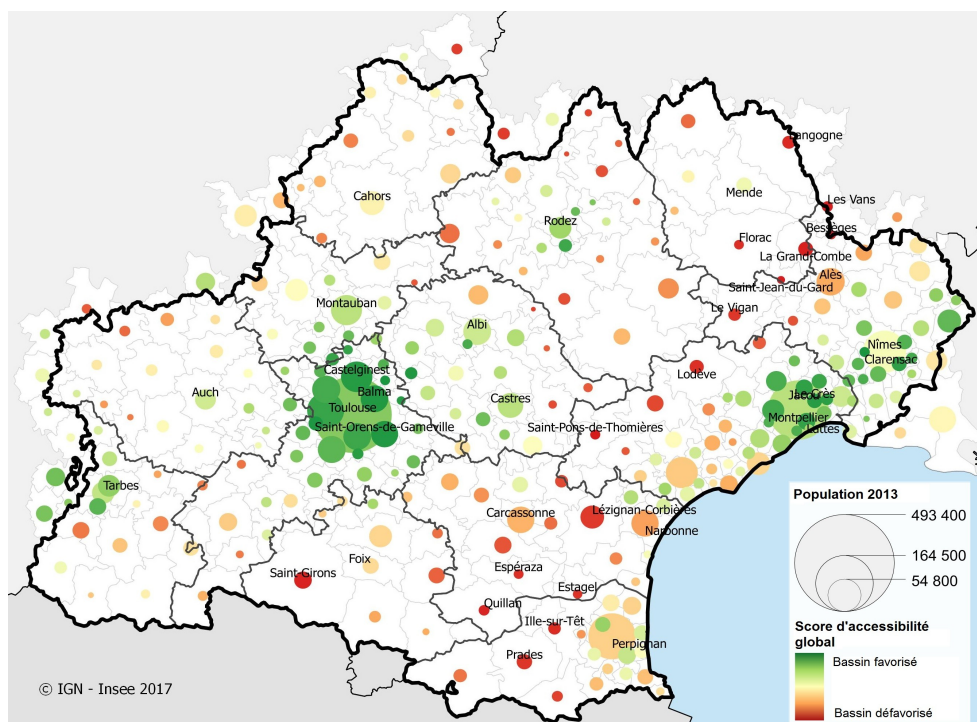 Langogne
Mende
Les Vans
Cahors
Rodez
Florac
Bessèges
La Grand-Combe
Alès
Saint-Jean-du-Gard
Montauban
Albi
Le Vigan
Nîmes
Clarensac
Castelginest
Balma
Lodève
Auch
Toulouse
Castres
Jacou
Le Crès
Saint-Orens-de-Gameville
Saint-Pons-de-Thomières
Montpellier
Lattes
Tarbes
Carcassonne
Lézignan-Corbières
Narbonne
Foix
Saint-Girons
Espéraza
Estagel
Quillan
Ille-sur-Têt
Perpignan
Prades
Population 2013
493 400
164 500
54 800
Score d'accessibilité
global
Bassin favorisé
Bassin défavorisé
© IGN - Insee 2017